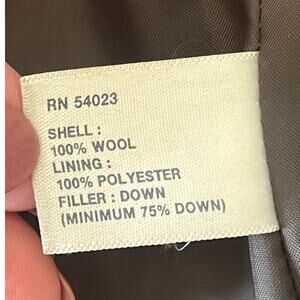 RN 54023
SHELL :
100% WOOL
LINING :
100% POLYESTER
FILLER : DOWN
(MINIMUM 75% DOWN)